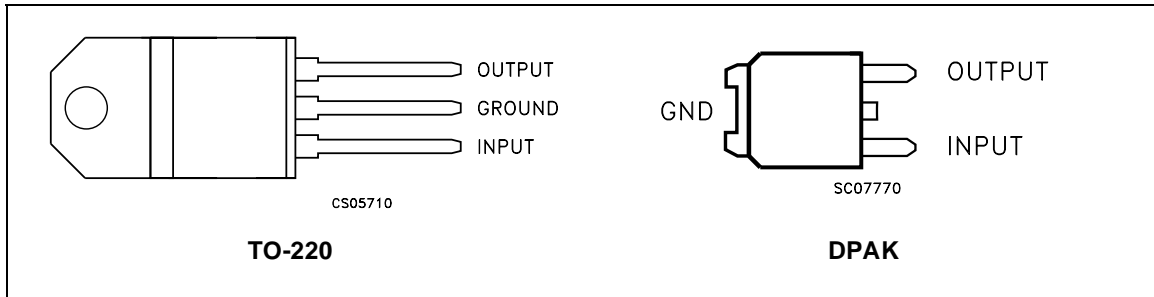 OUTPUT
GROUND
INPUT
CS05710
TO-220
GND
OUTPUT
INPUT
SC07770
DPAK